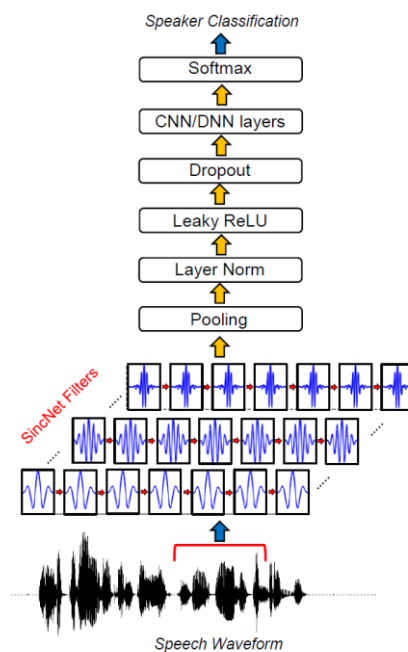 Speaker Classification
Softmax
CNN/DNN layers
Dropout
Leaky ReLU
Layer Norm
Pooling
SincNet Filters
Speech Waveform